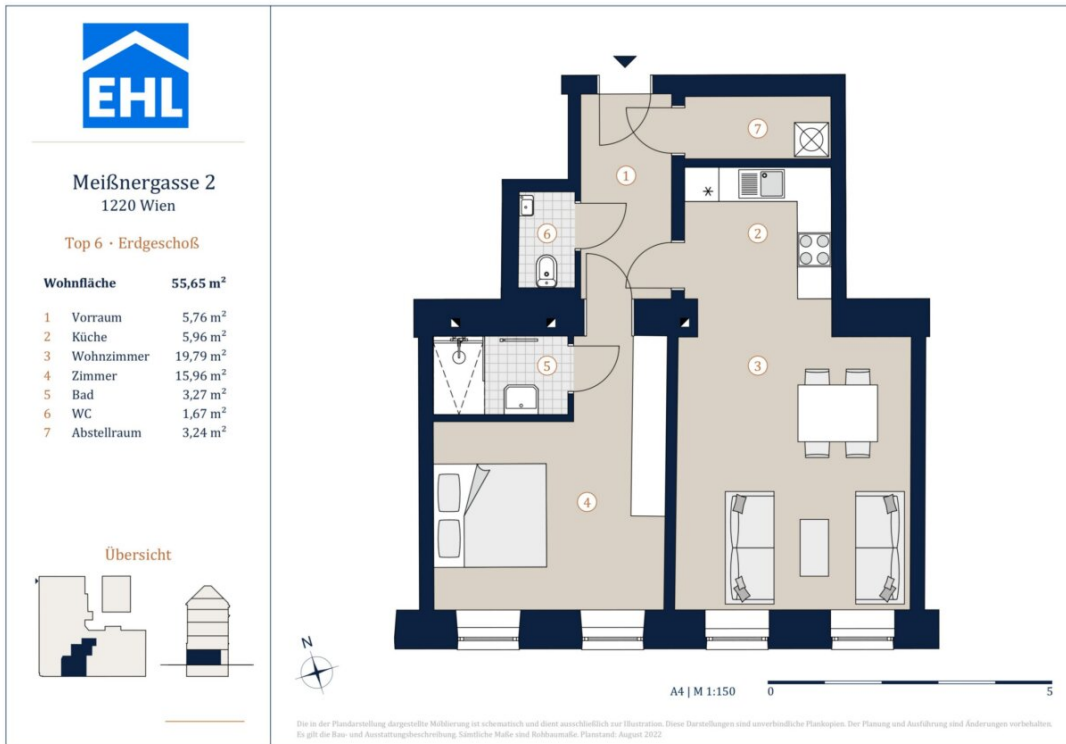 EHL
Meißnergasse 2
1220 Wien
Top 6 · Erdgeschoß
Wohnfläche 55,65 m²
1 Vorraum 5,76 m²
2 Küche 5,96 m²
3 Wohnzimmer 19,79 m²
4 Zimmer 15,96 m²
5 Bad 3,27 m²
6 WC 1,67 m²
7 Abstellraum 3,24 m²
Übersicht
7
1
2
6
5
3
4
N
A4 | M 1:150
0 5
Die in der Plandarstellung dargestellte Möblierung ist schematisch und dient ausschließlich zur Illustration. Diese Darstellungen sind unverbindliche Plankopien. Der Planung und Ausführung sind Änderungen vorbehalten.
Es gilt die Bau- und Ausstattungsbeschreibung. Sämtliche Maße sind Rohbaumaße. Planstand: August 2022